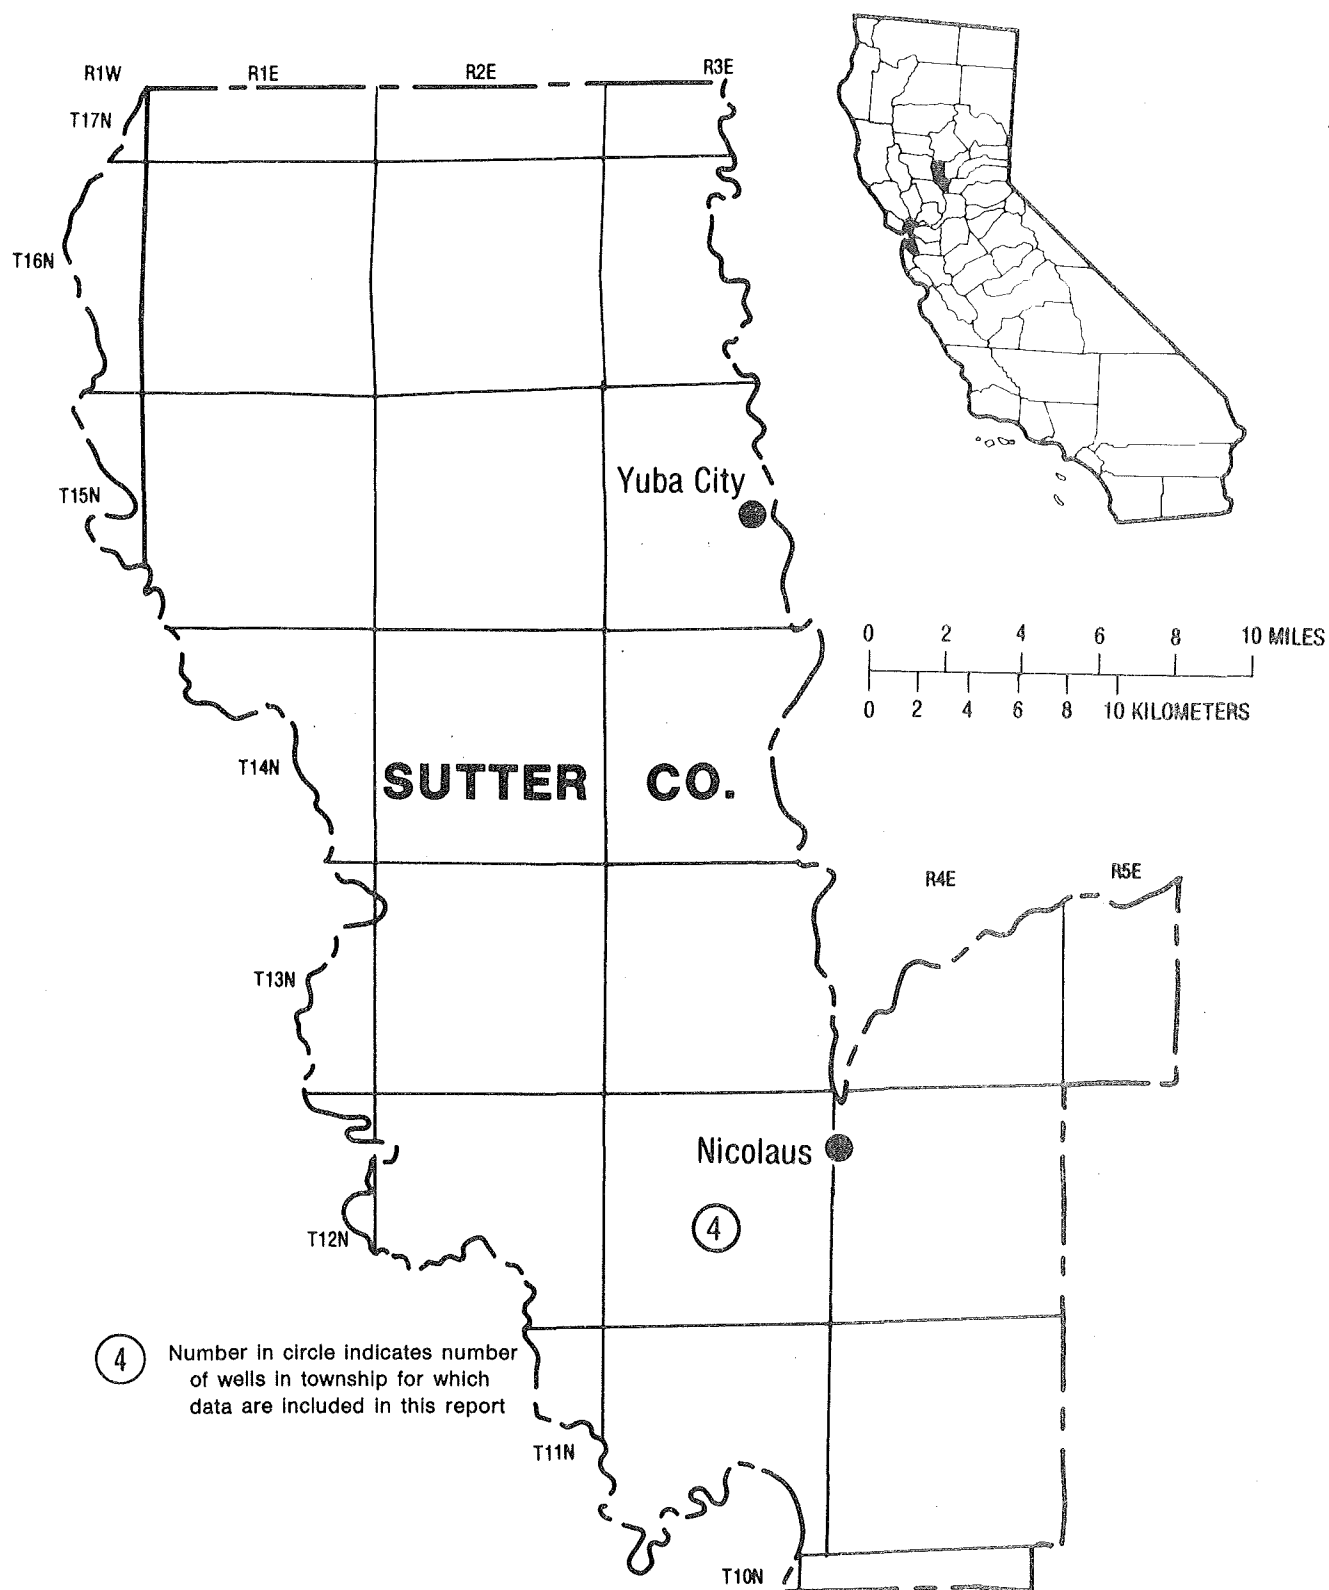 R1W
R1E
R2E
R3E
T17N
T16N
Yuba City
T15N
0 2 4 6 8 10 MILES
0 2 4 6 8 10 KILOMETERS
T14N
SUTTER CO.
R4E
R5E
T13N
Nicolaus
4
T12N
4
Number in circle indicates number
of wells in township for which
data are included in this report
T11N
T10N